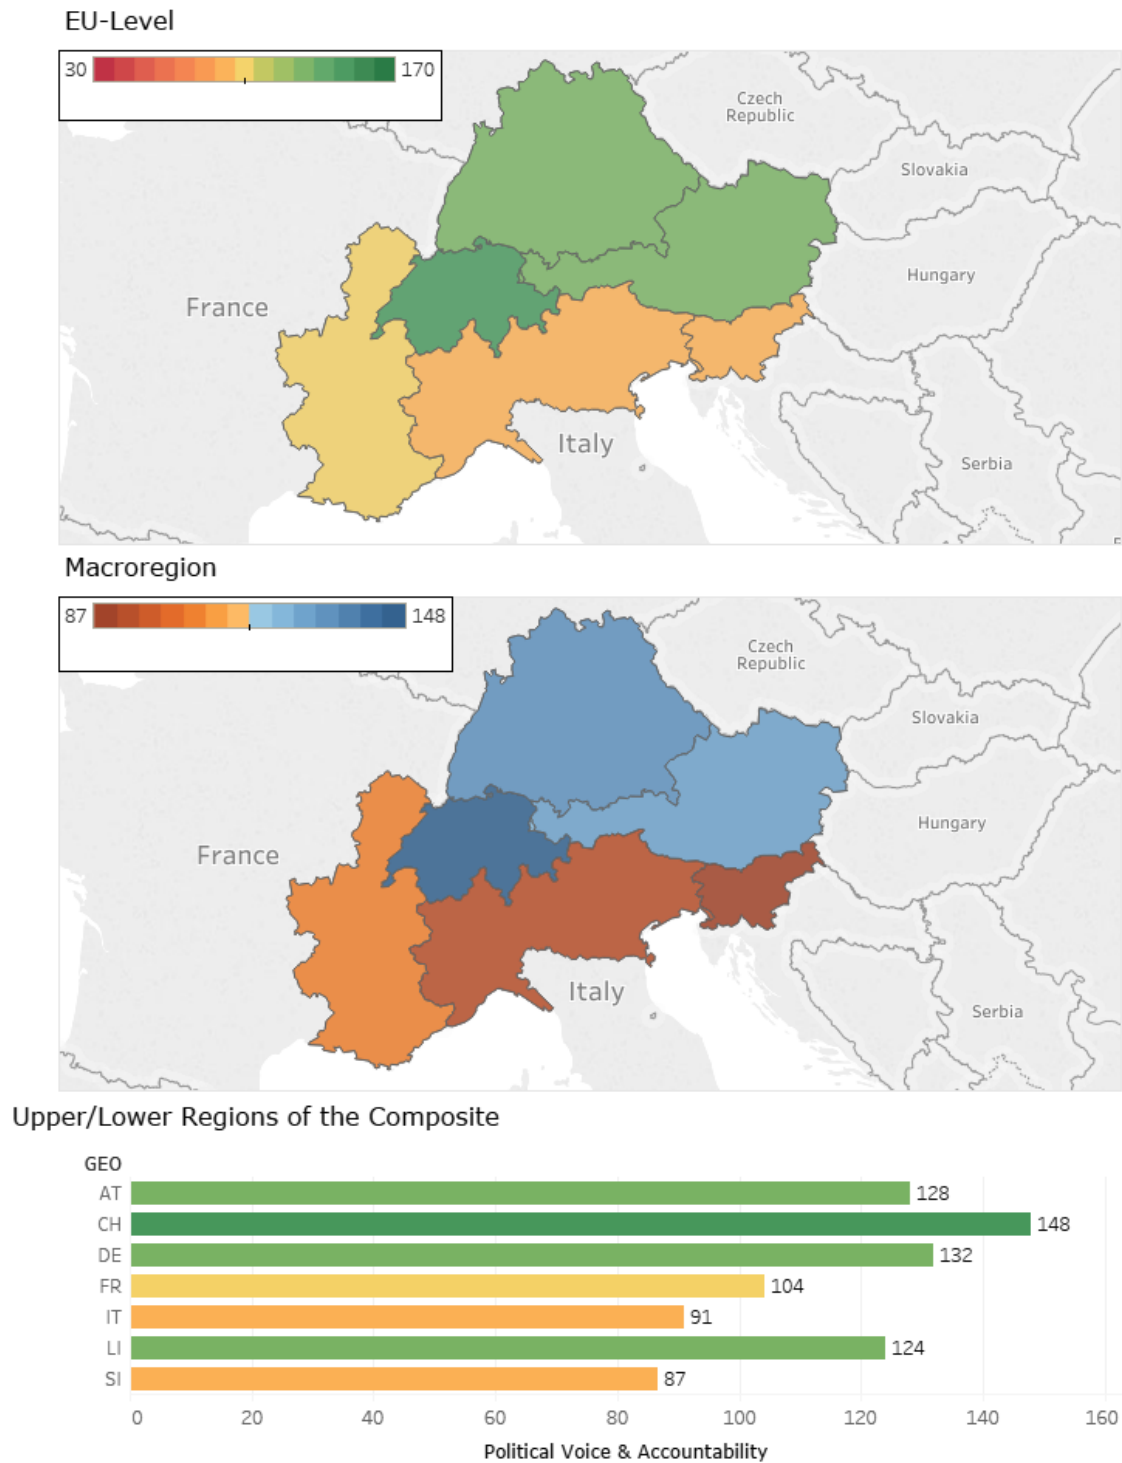 EU-Level
30 170
Czech
Republic
Slovakia
Hungary
France
Italy
Serbia
Macroregion
87 148
Czech
Republic
Slovakia
Hungary
France
Italy
Serbia
Upper/Lower Regions of the Composite
GEO
AT 128
CH 148
DE 132
FR 104
IT 91
LI 124
SI 87
0 20 40 60 80 100 120 140 160
Political Voice & Accountability